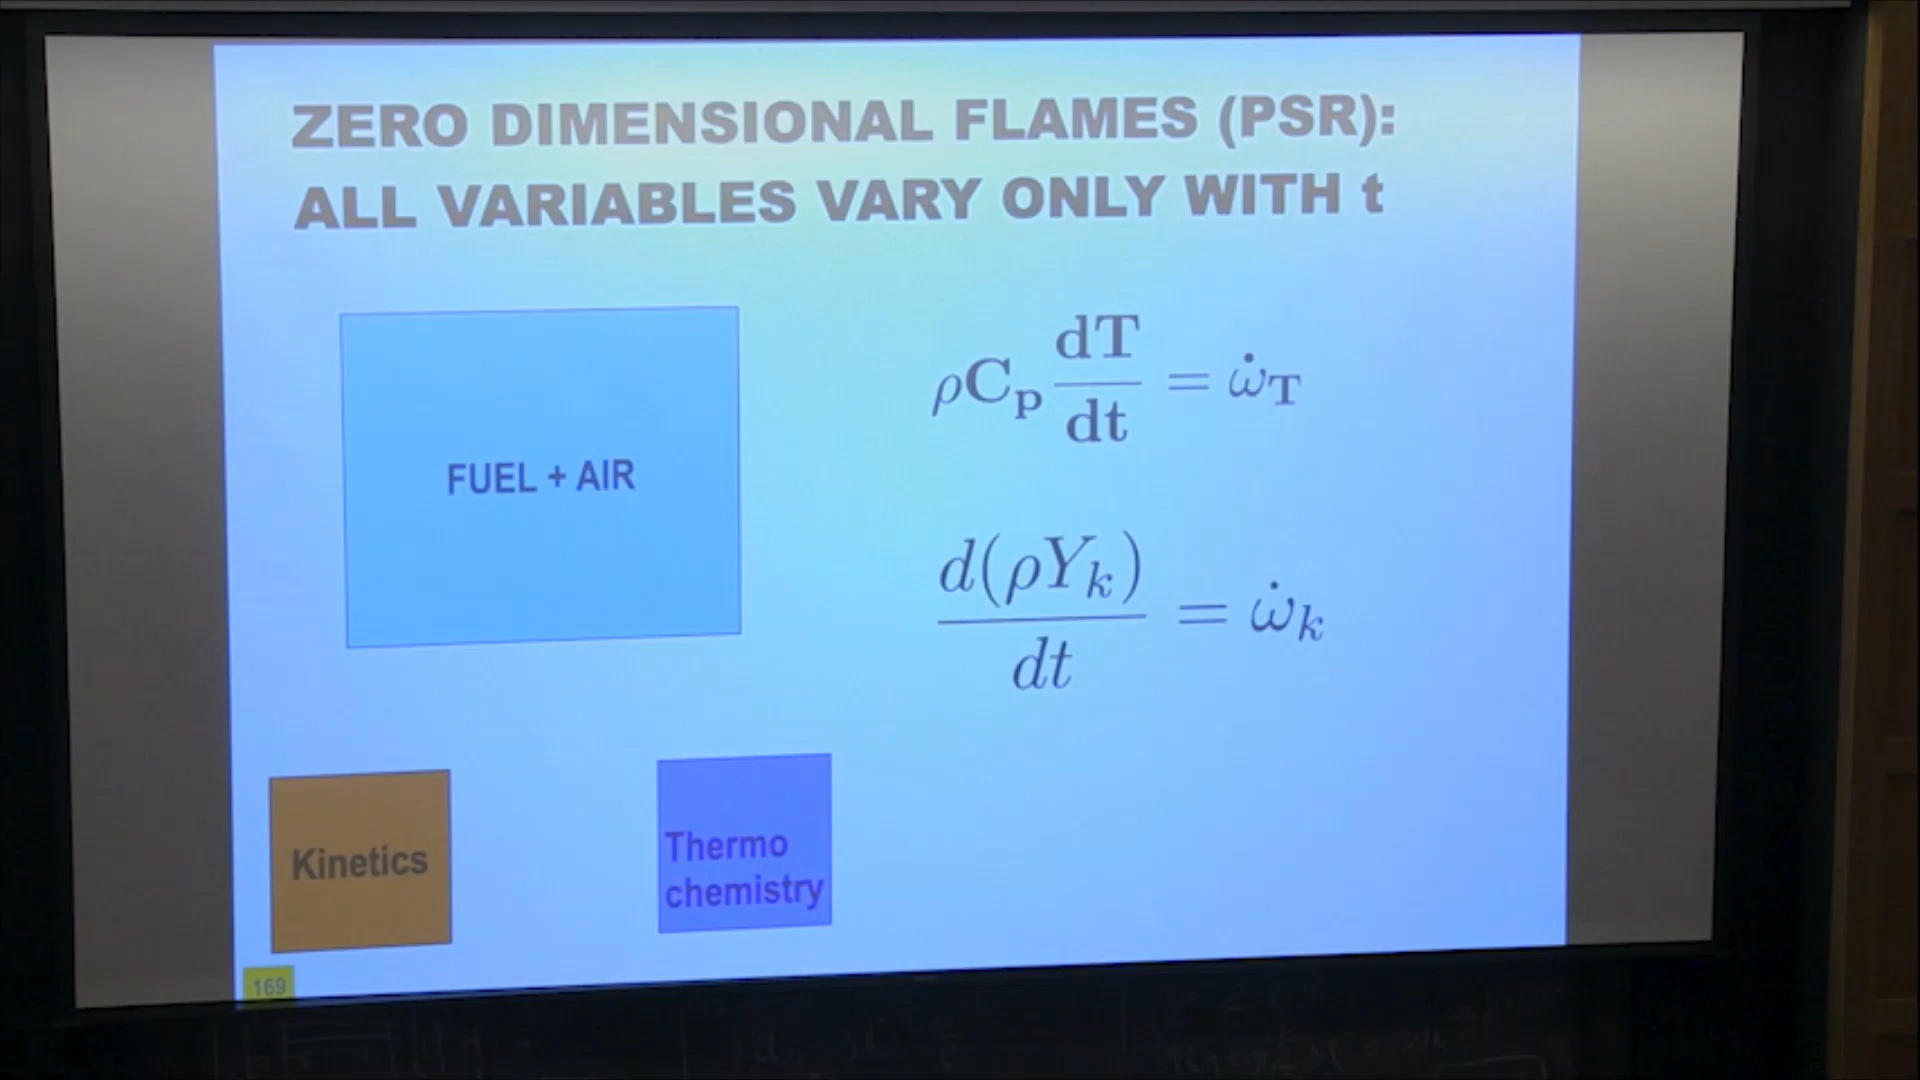 ZERO DIMENSIONAL FLAMES (PSR):
ALL VARIABLES VARY ONLY WITH t
FUEL + AIR
ρC_p dT/dt = ω̇_T
d(ρY_k)/dt = ω̇_k
Kinetics
Thermo
chemistry
169